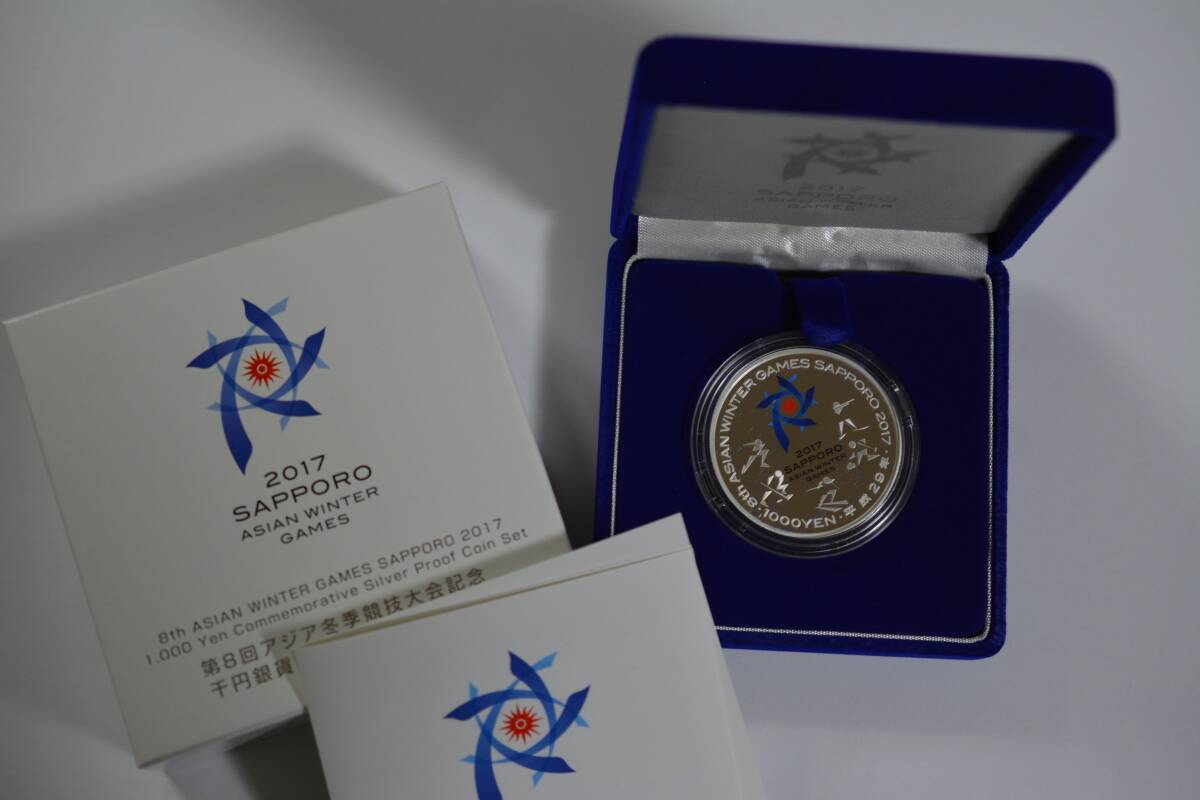 2017
SAPPORO
ASIAN WINTER
GAMES
8th ASIAN WINTER GAMES SAPPORO 2017
1.000 Yen Commemorative Silver Proof Coin Set
第8回アジア冬季競技大会記念
千円銀貨
2017
SAPPORO
ASIAN WINTER
GAMES
8th ASIAN WINTER GAMES SAPPORO 2017
2017
SAPPORO
ASIAN WINTER
GAMES
・1000YEN・平成29年・